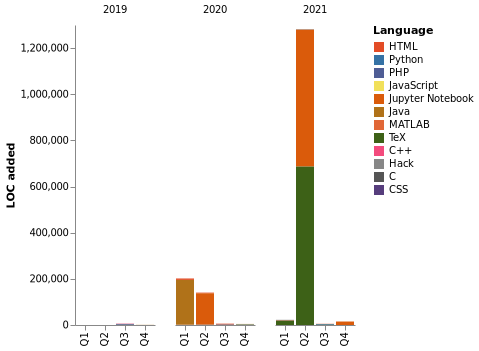 2019 2020 2021
Language
HTML
Python
PHP
JavaScript
Jupyter Notebook
Java
MATLAB
TeX
C++
Hack
C
CSS
LOC added
1,200,000
1,000,000
800,000
600,000
400,000
200,000
0
Q1 Q2 Q3 Q4 Q1 Q2 Q3 Q4 Q1 Q2 Q3 Q4